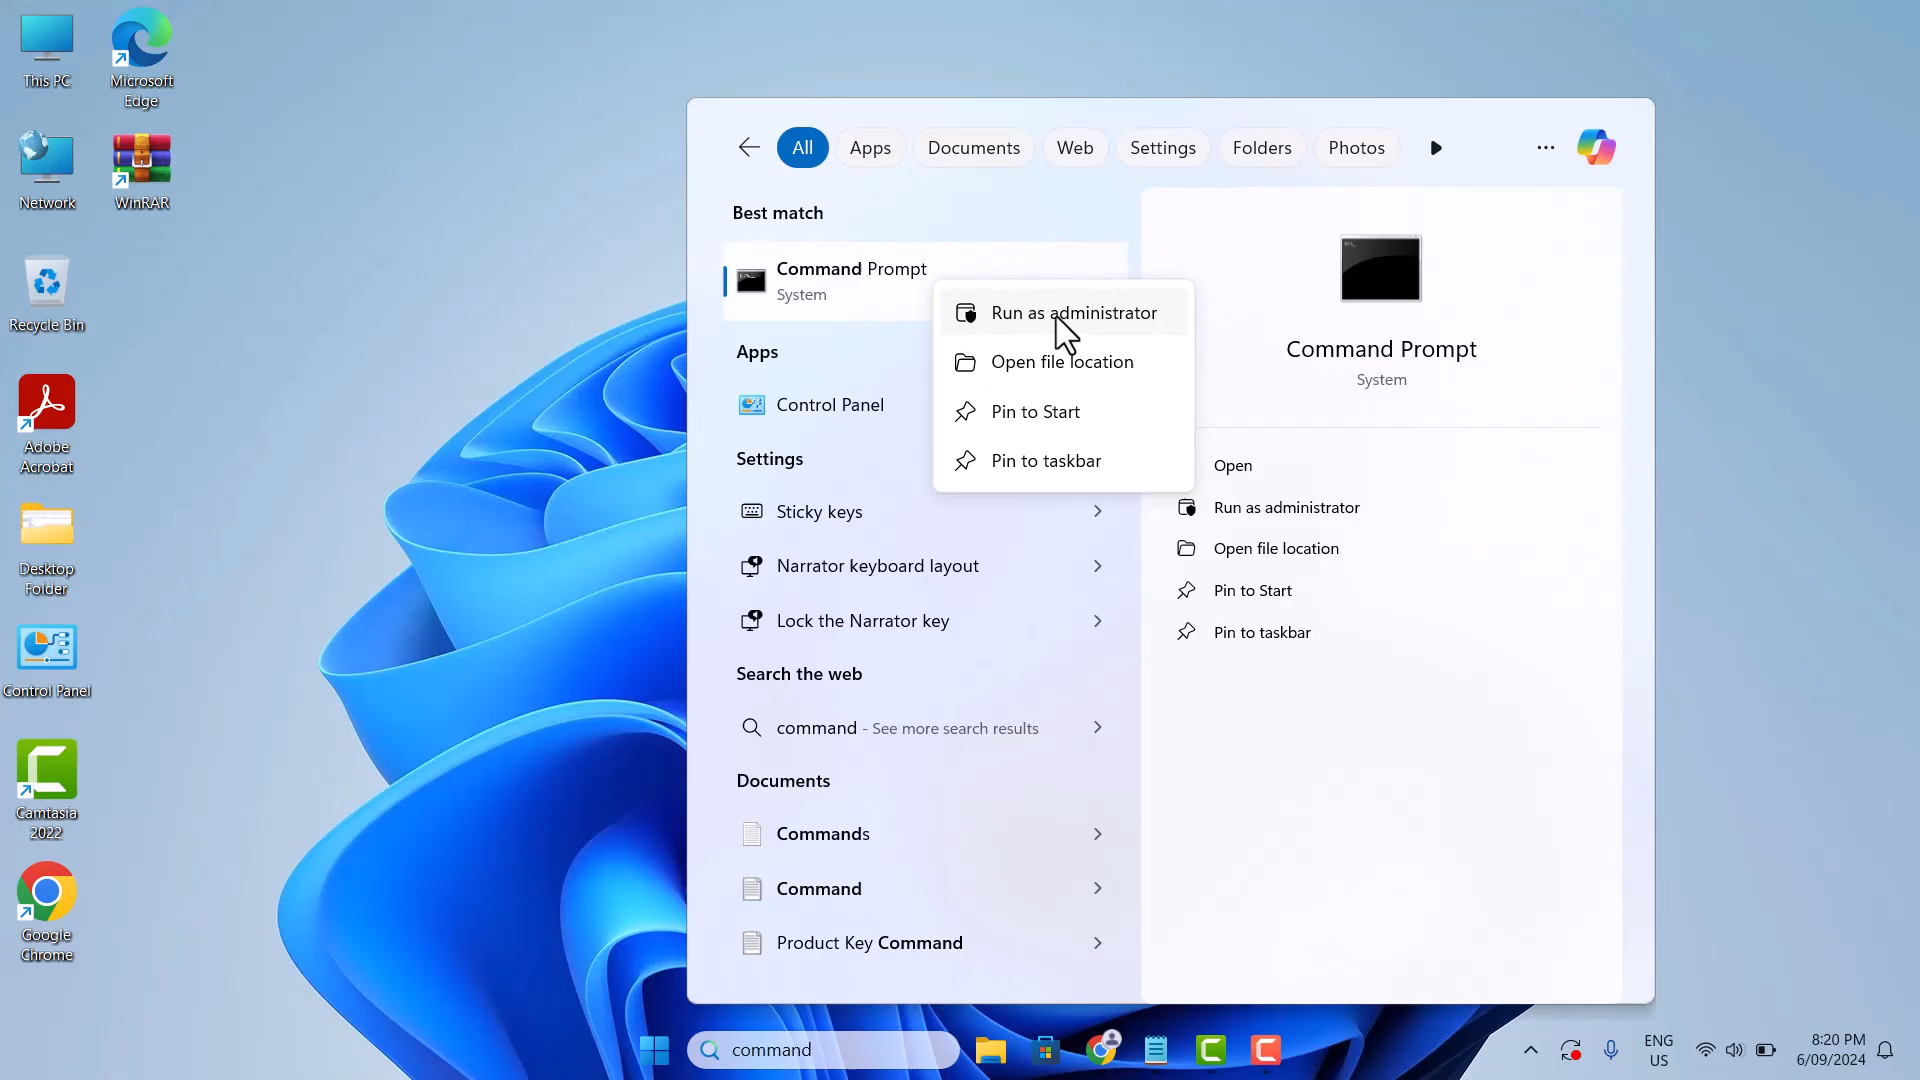 This PC
Microsoft
Edge
Network
WinRAR
Recycle Bin
Adobe
Acrobat
Desktop
Folder
Control Panel
Camtasia
2022
Google
Chrome
All
Apps
Documents
Web
Settings
Folders
Photos
Best match
Command Prompt
System
Apps
Control Panel
Settings
Sticky keys
Narrator keyboard layout
Lock the Narrator key
Search the web
command - See more search results
Documents
Commands
Command
Product Key Command
Run as administrator
Open file location
Pin to Start
Pin to taskbar
Command Prompt
System
Open
Run as administrator
Open file location
Pin to Start
Pin to taskbar
command
ENG
US
8:20 PM
6/09/2024